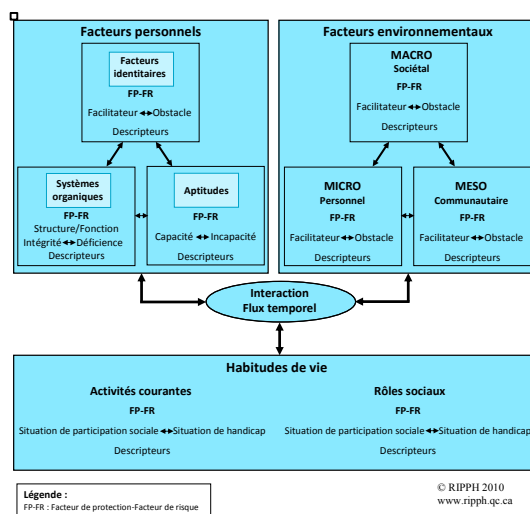 Facteurs personnels
Facteurs
identitaires
FP-FR
Facilitateur Obstacle
Descripteurs
Systèmes
organiques
FP-FR
Structure/Fonction
Intégrité Déficience
Descripteurs
Aptitudes
FP-FR
Capacité Incapacité
Descripteurs
Facteurs environnementaux
MACRO
Sociétal
FP-FR
Facilitateur Obstacle
Descripteurs
MICRO
Personnel
FP-FR
Facilitateur Obstacle
Descripteurs
MESO
Communautaire
FP-FR
Facilitateur Obstacle
Descripteurs
Interaction
Flux temporel
Habitudes de vie
Activités courantes
FP-FR
Situation de participation sociale Situation de handicap
Descripteurs
Rôles sociaux
FP-FR
Situation de participation sociale Situation de handicap
Descripteurs
Légende :
FP-FR : Facteur de protection-Facteur de risque
© RIPPH 2010
www.ripph.qc.ca